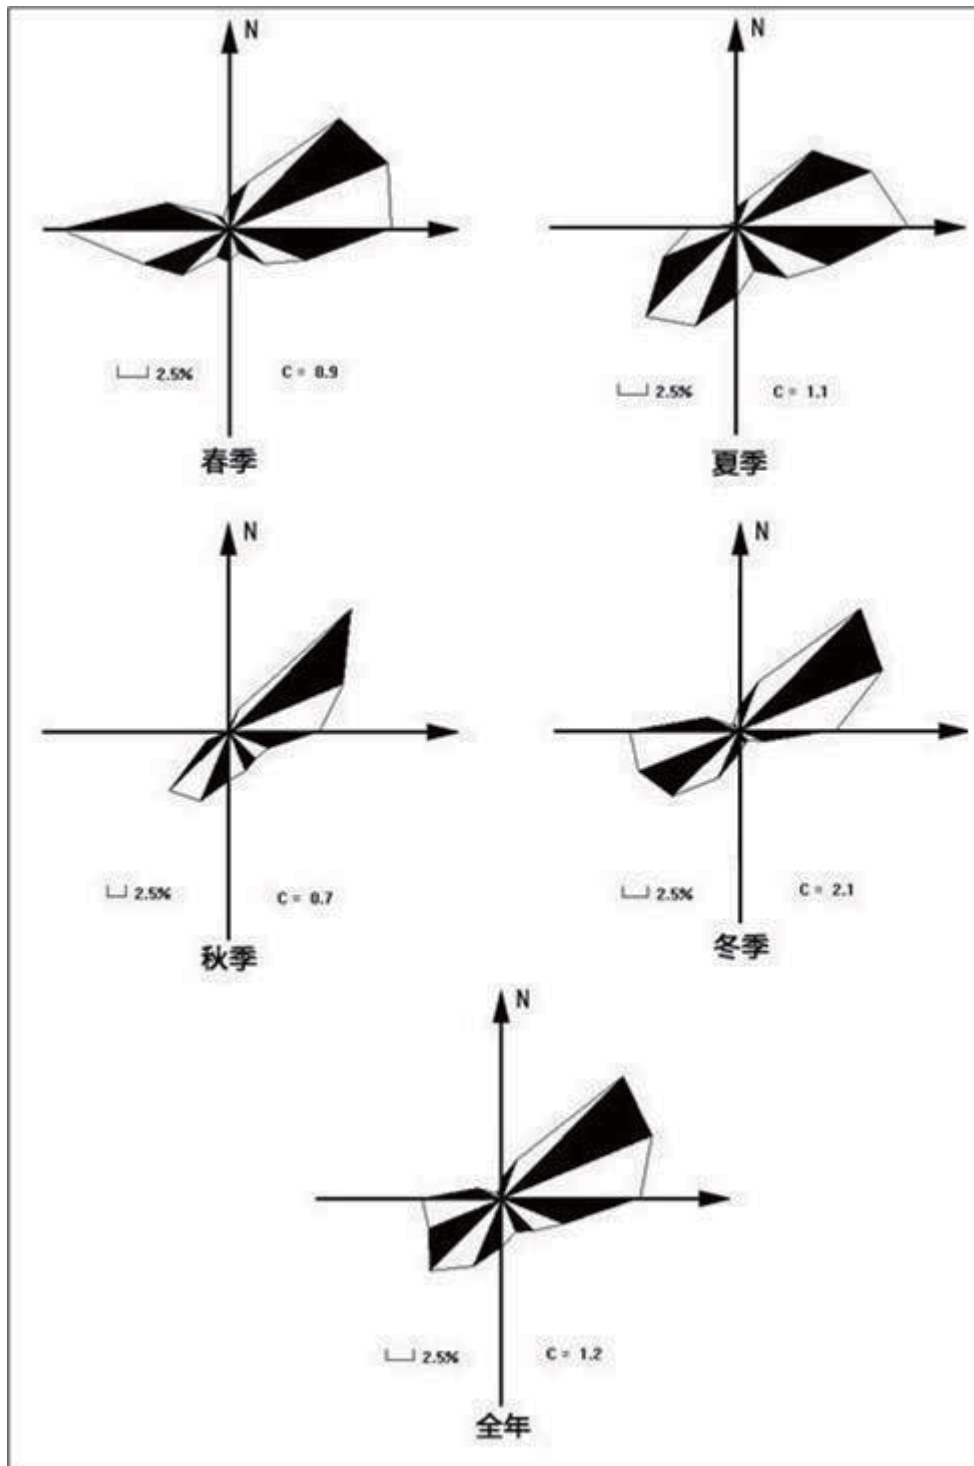 N
N
2.5%
C = 0.9
2.5%
C = 1.1
春季
夏季
N
N
2.5%
C = 0.7
2.5%
C = 2.1
秋季
冬季
N
2.5%
C = 1.2
全年